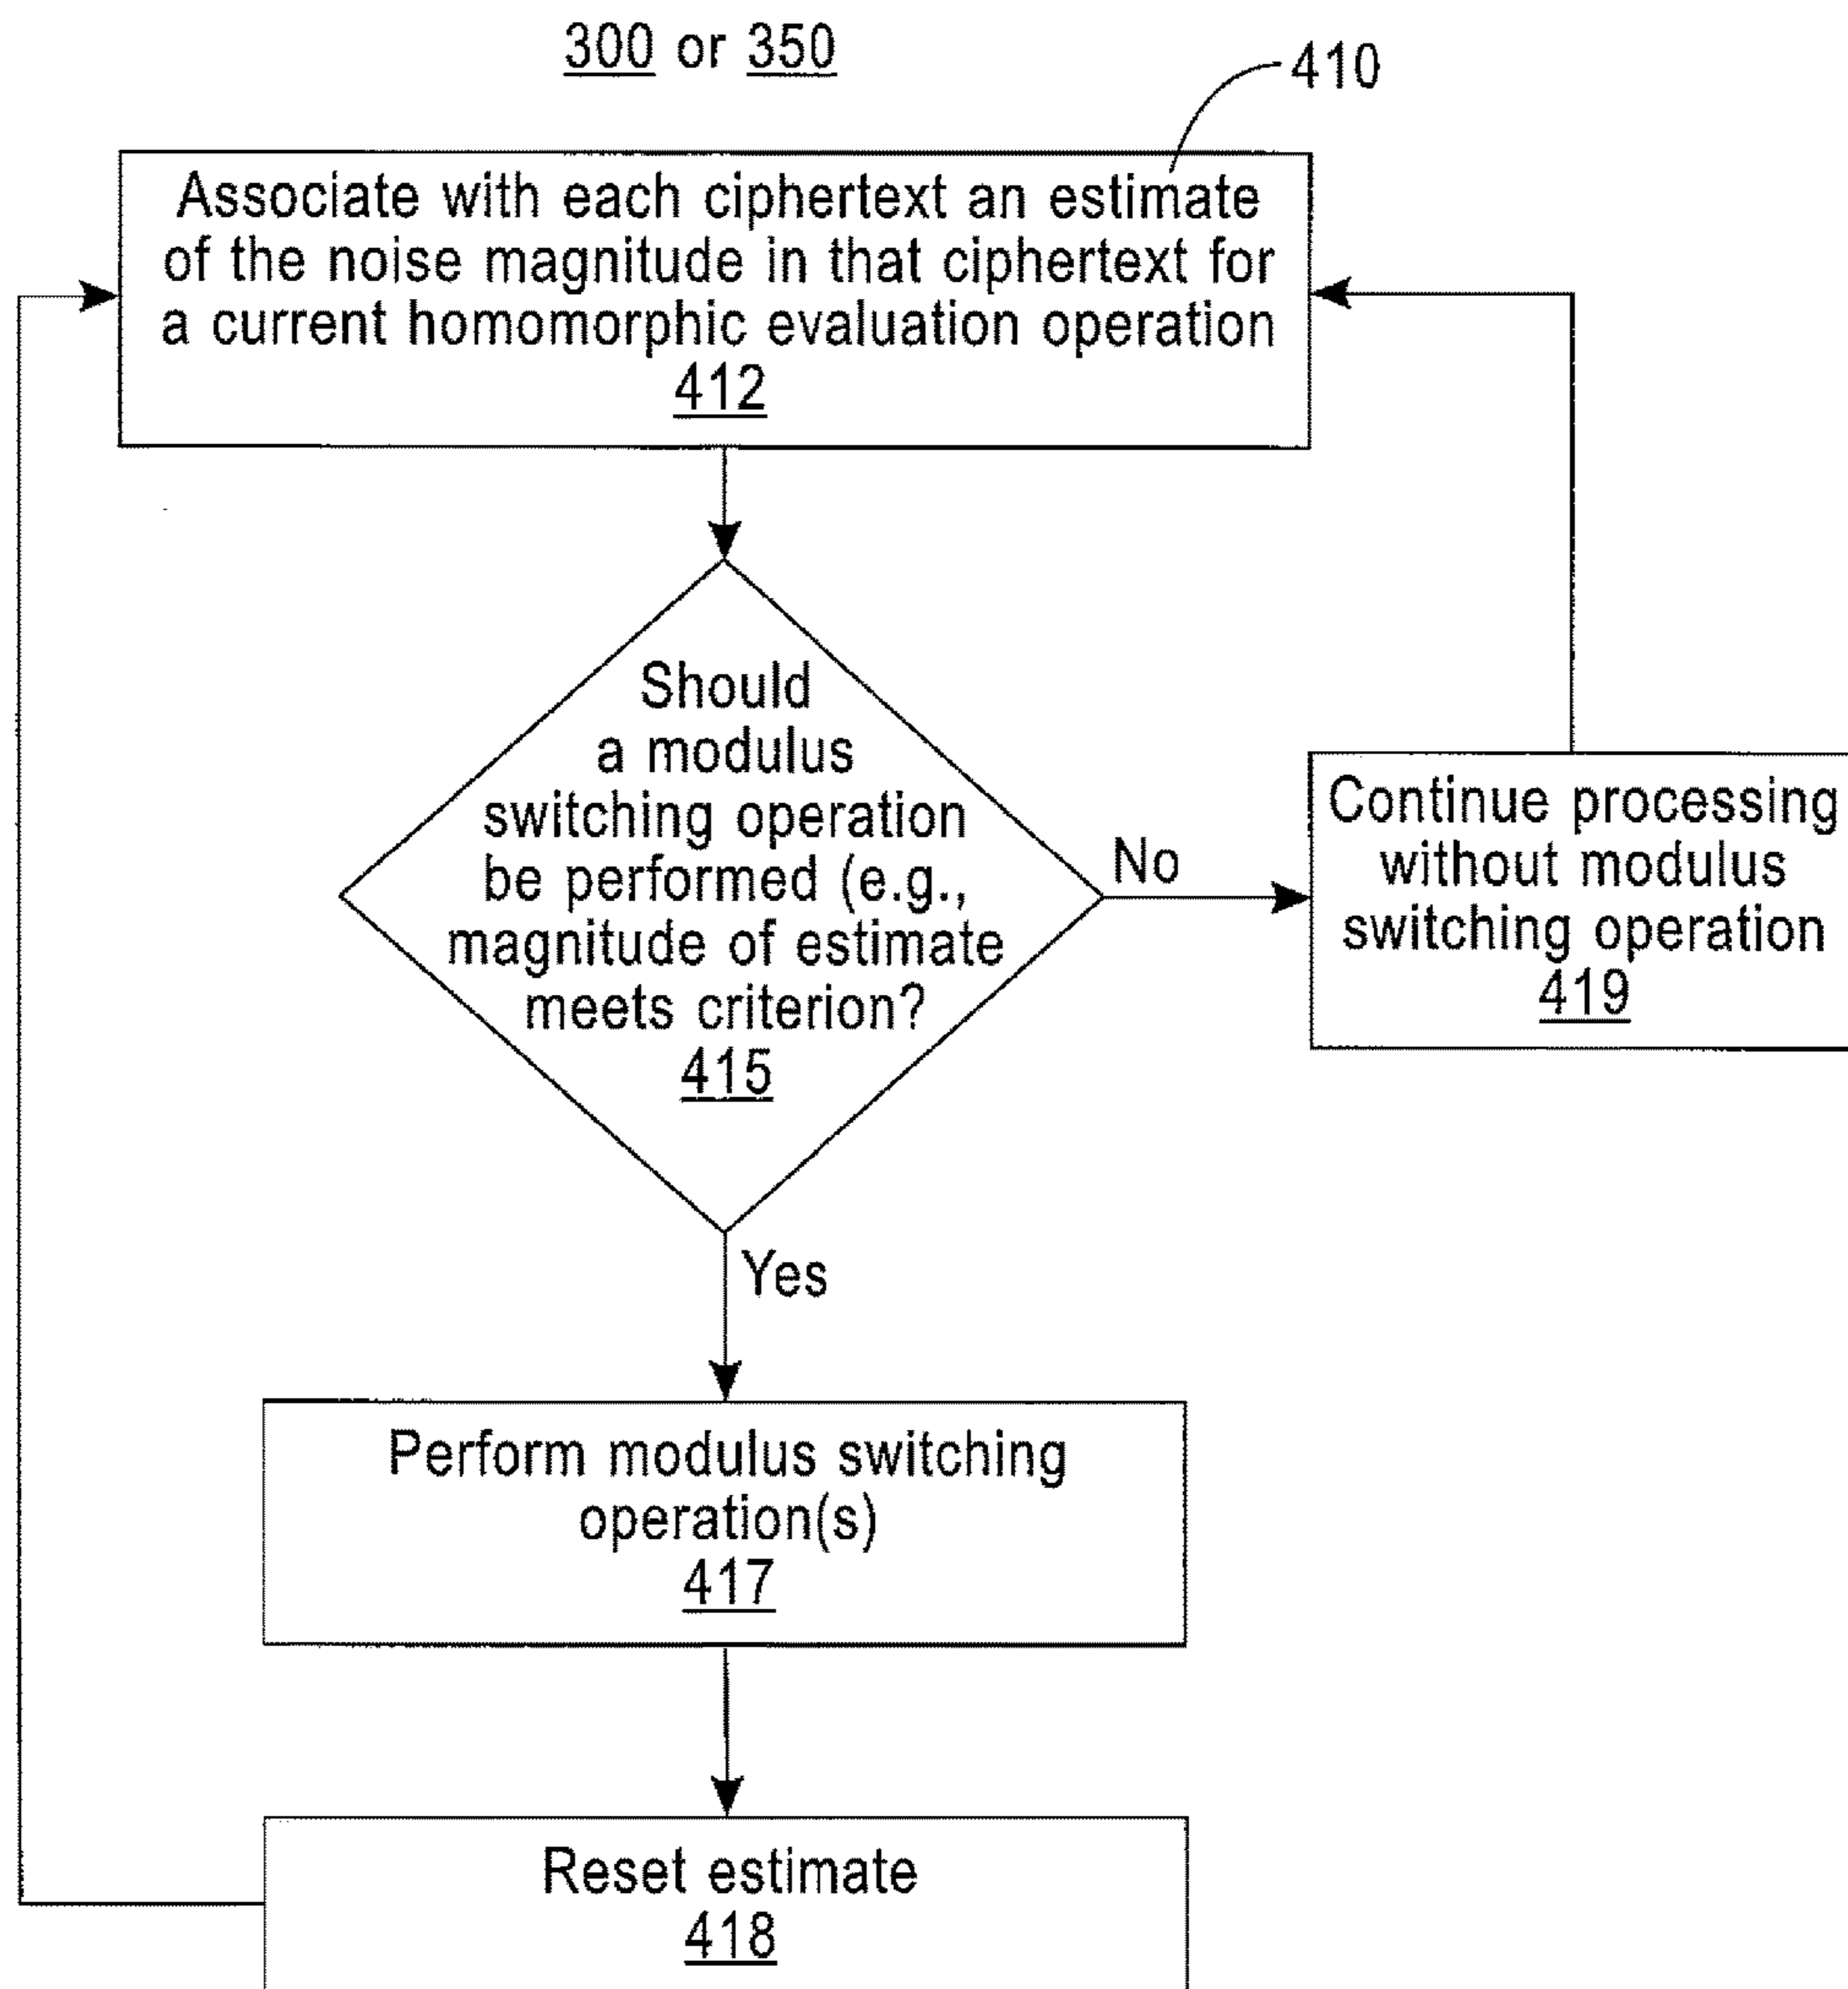 300 or 350
410
Associate with each ciphertext an estimate
of the noise magnitude in that ciphertext for
a current homomorphic evaluation operation
412
Should
a modulus
switching operation
be performed (e.g.,
magnitude of estimate
meets criterion?
415
No
Continue processing
without modulus
switching operation
419
Yes
Perform modulus switching
operation(s)
417
Reset estimate
418